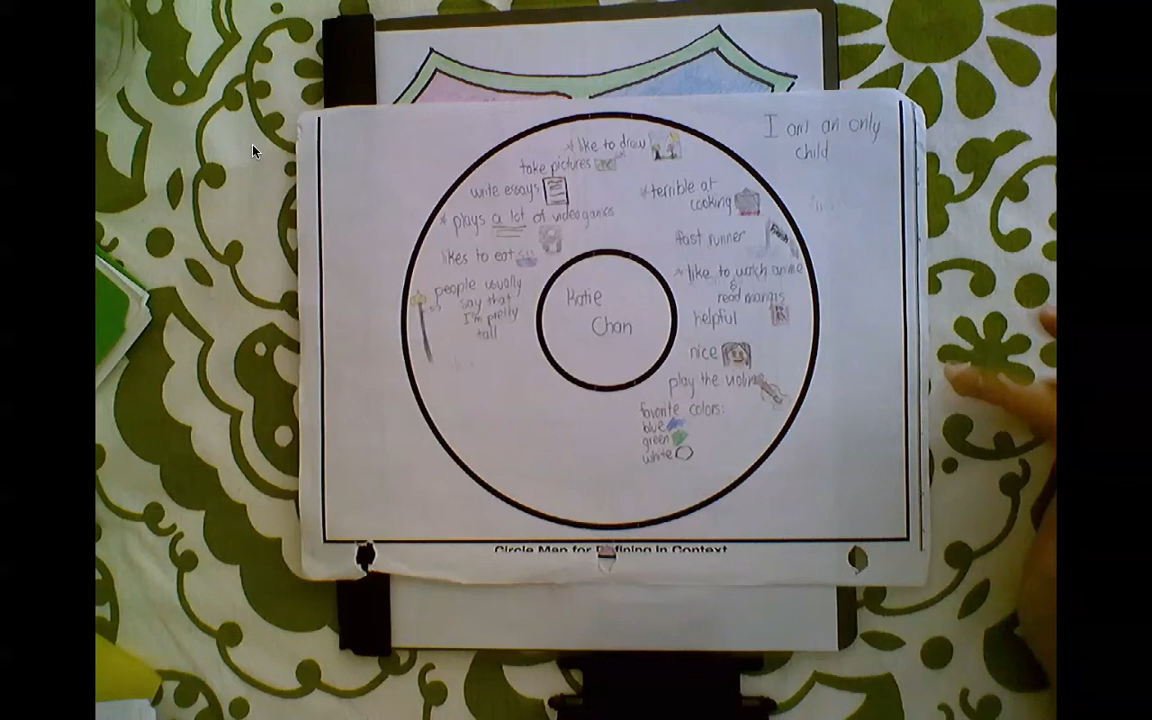 I am an only
child
* like to draw
take pictures
write essays
* plays a lot of videogames
likes to eat
people usually
say that
I'm pretty
tall
Katie
Chan
* terrible at
cooking
fast runner
* like to watch anime
&
read mangas
helpful
nice
play the violin
favorite colors:
blue
green
white
Circle Map for Defining in Context